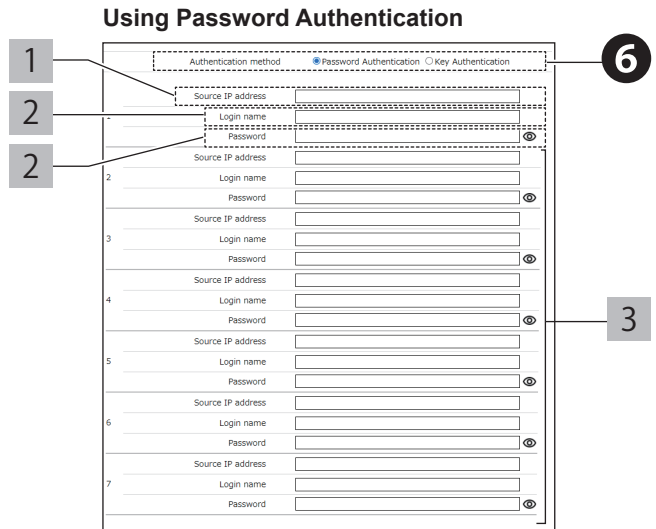 Using Password Authentication
1
Authentication method Password Authentication Key Authentication
6
Source IP address
2
1 Login name
2
Password
Source IP address
2 Login name
Password
Source IP address
3 Login name
Password
Source IP address
4 Login name
Password
3
Source IP address
5 Login name
Password
Source IP address
6 Login name
Password
Source IP address
7 Login name
Password